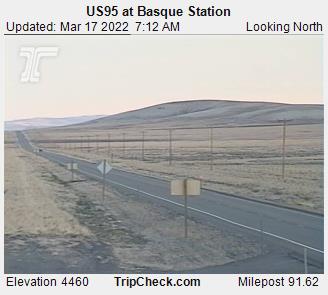 US95 at Basque Station
Updated: Mar 17 2022 7:12 AM Looking North
Elevation 4460 TripCheck.com Milepost 91.62